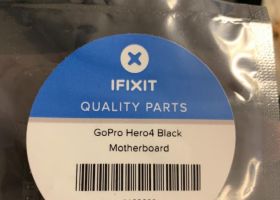 IFIXIT
QUALITY PARTS
GoPro Hero4 Black
Motherboard